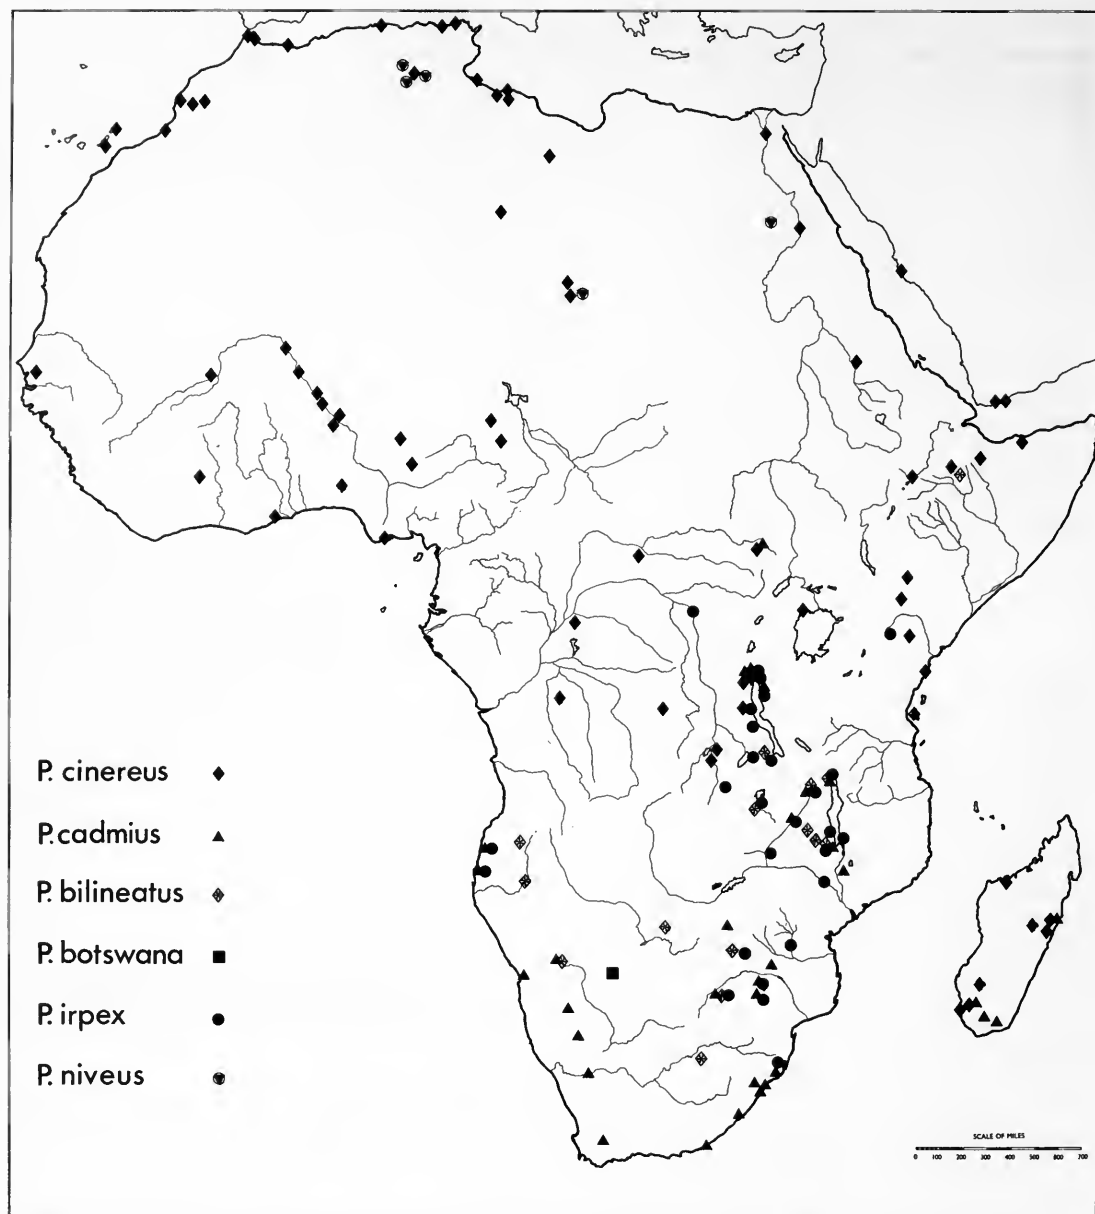 P. cinereus
P. cadmius
P. bilineatus
P. botswana
P. irpex
P. niveus
SCALE OF MILES
0 100 200 300 400 500 600 700